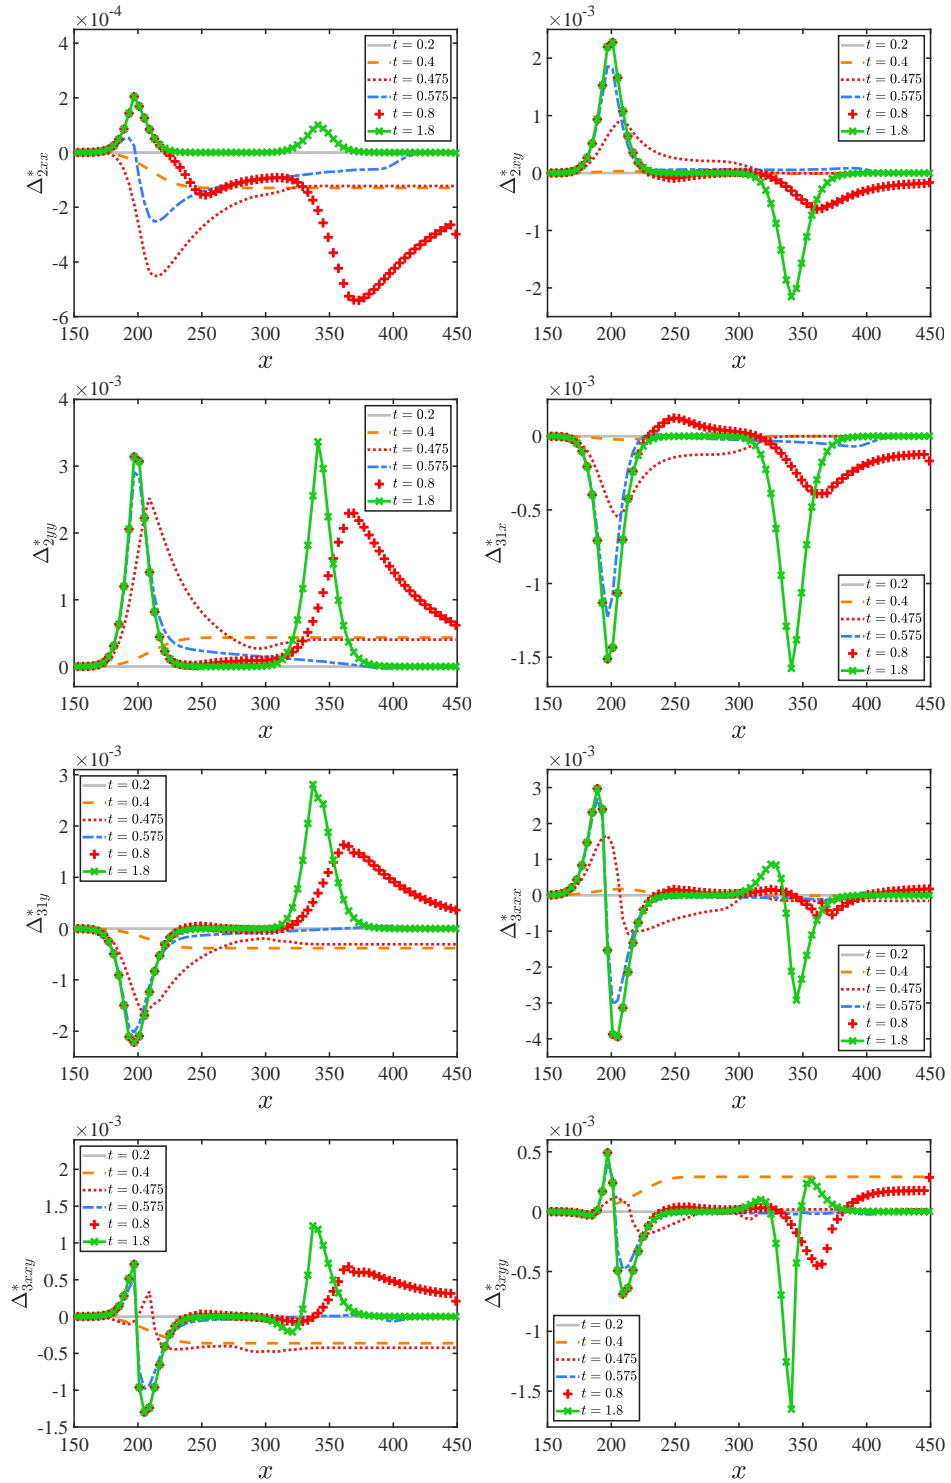 ×10⁻⁴
4
2
0
-2
-4
-6
150 200 250 300 350 400 450
x
Δ*₂ₓₓ
t = 0.2
t = 0.4
t = 0.475
t = 0.575
t = 0.8
t = 1.8
×10⁻³
2
1
0
-1
-2
150 200 250 300 350 400 450
x
Δ*_{2xy}
t = 0.2
t = 0.4
t = 0.475
t = 0.575
t = 0.8
t = 1.8
×10⁻³
4
3
2
1
0
150 200 250 300 350 400 450
x
Δ*_{2yy}
t = 0.2
t = 0.4
t = 0.475
t = 0.575
t = 0.8
t = 1.8
×10⁻³
0
-0.5
-1
-1.5
150 200 250 300 350 400 450
x
Δ*_{31x}
t = 0.2
t = 0.4
t = 0.475
t = 0.575
t = 0.8
t = 1.8
×10⁻³
3
2
1
0
-1
-2
150 200 250 300 350 400 450
x
Δ*_{31y}
t = 0.2
t = 0.4
t = 0.475
t = 0.575
t = 0.8
t = 1.8
×10⁻³
3
2
1
0
-1
-2
-3
-4
150 200 250 300 350 400 450
x
Δ*_{3xxx}
t = 0.2
t = 0.4
t = 0.475
t = 0.575
t = 0.8
t = 1.8
×10⁻³
2
1.5
1
0.5
0
-0.5
-1
-1.5
150 200 250 300 350 400 450
x
Δ*_{3xxy}
t = 0.2
t = 0.4
t = 0.475
t = 0.575
t = 0.8
t = 1.8
×10⁻³
0.5
0
-0.5
-1
-1.5
150 200 250 300 350 400 450
x
Δ*_{3xyy}
t = 0.2
t = 0.4
t = 0.475
t = 0.575
t = 0.8
t = 1.8